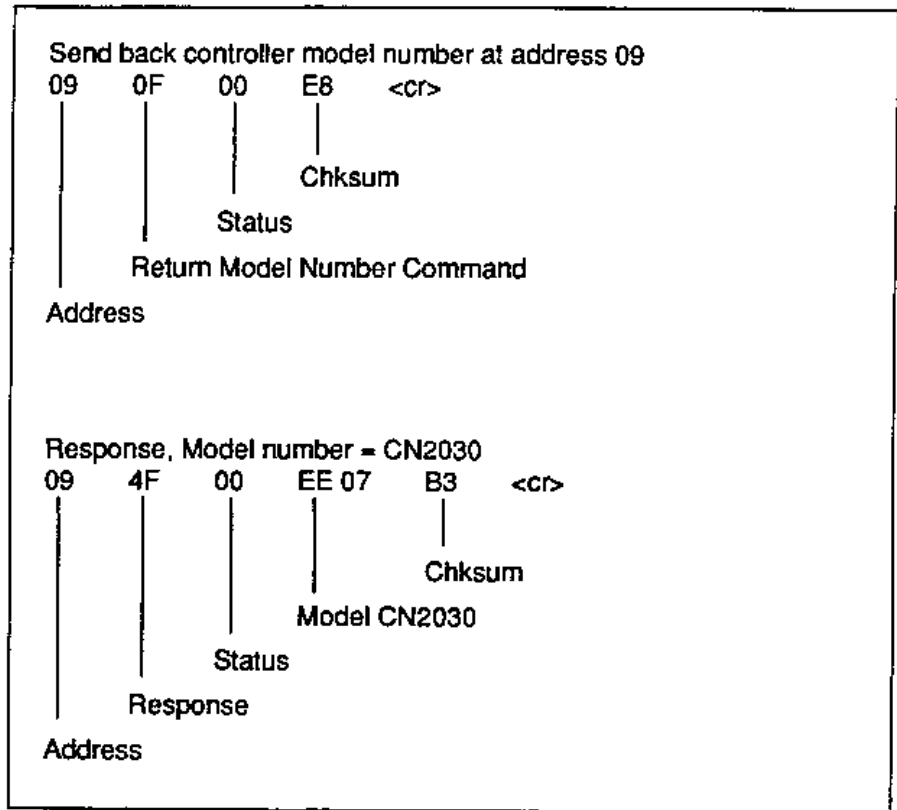 Send back controller model number at address 09
09 0F 00 E8 <cr>
Chksum
Status
Return Model Number Command
Address
Response, Model number = CN2030
09 4F 00 EE 07 B3 <cr>
Chksum
Model CN2030
Status
Response
Address